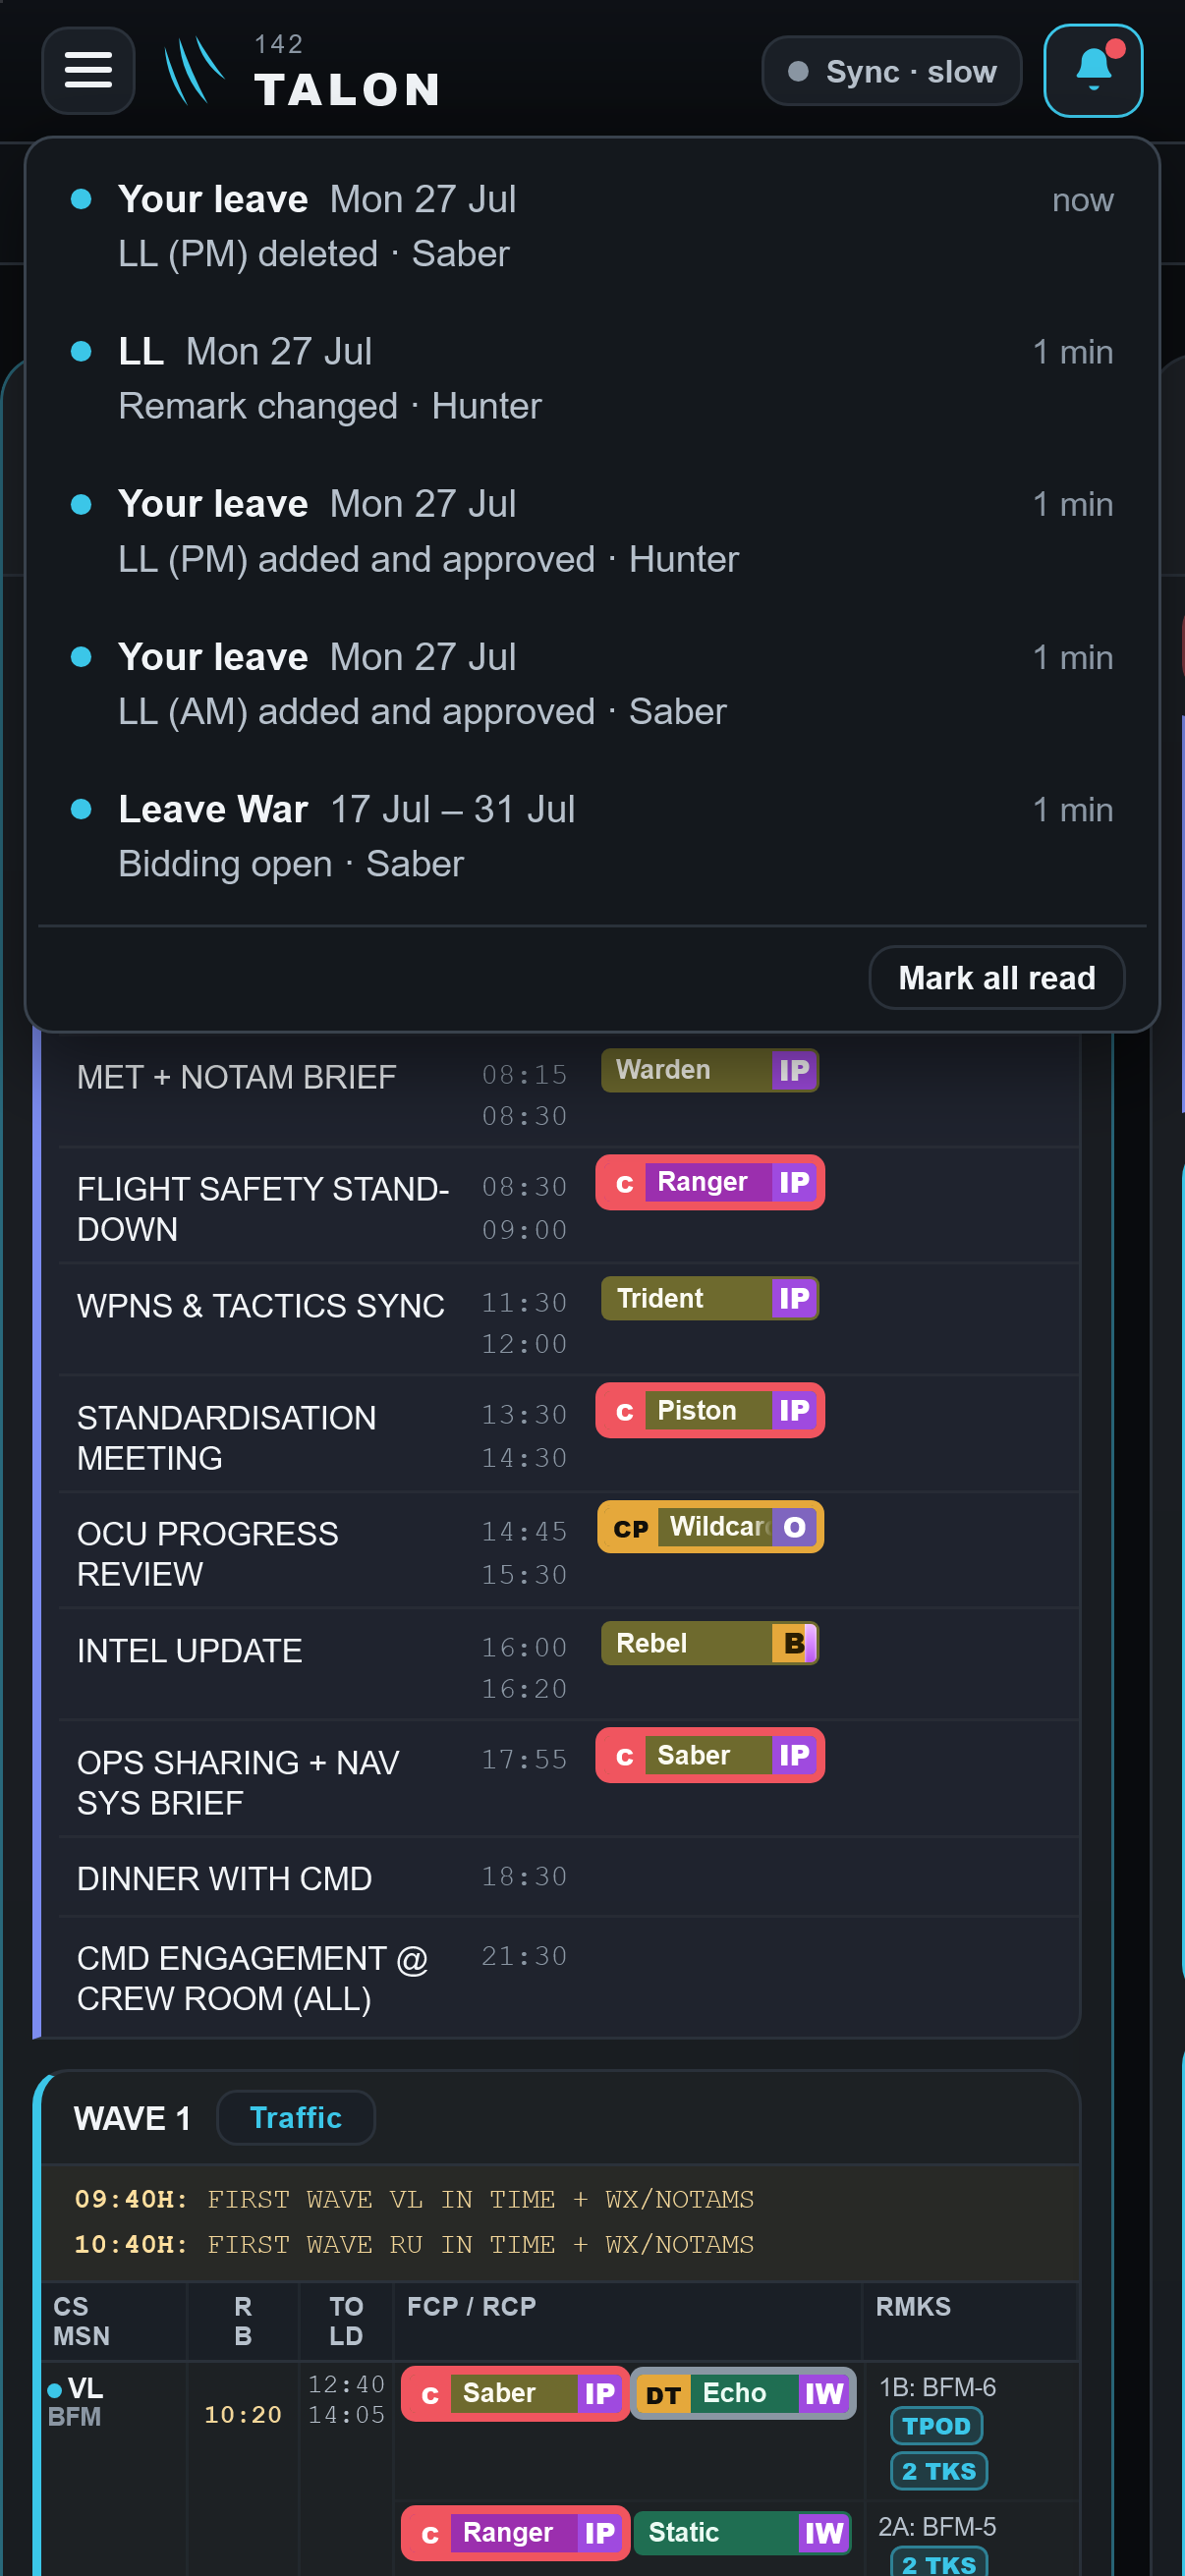 142
TALON
Sync · slow
Your leave Mon 27 Jul now
LL (PM) deleted · Saber
LL Mon 27 Jul 1 min
Remark changed · Hunter
Your leave Mon 27 Jul 1 min
LL (PM) added and approved · Hunter
Your leave Mon 27 Jul 1 min
LL (AM) added and approved · Saber
Leave War 17 Jul – 31 Jul 1 min
Bidding open · Saber
Mark all read
MET + NOTAM BRIEF 08:15 Warden IP
08:30
FLIGHT SAFETY STAND- 08:30 C Ranger IP
DOWN 09:00
WPNS & TACTICS SYNC 11:30 Trident IP
12:00
STANDARDISATION 13:30 C Piston IP
MEETING 14:30
OCU PROGRESS 14:45 CP Wildcard O
REVIEW 15:30
INTEL UPDATE 16:00 Rebel B
16:20
OPS SHARING + NAV 17:55 C Saber IP
SYS BRIEF
DINNER WITH CMD 18:30
CMD ENGAGEMENT @ 21:30
CREW ROOM (ALL)
WAVE 1 Traffic
09:40H: FIRST WAVE VL IN TIME + WX/NOTAMS
10:40H: FIRST WAVE RU IN TIME + WX/NOTAMS
CS R TO FCP / RCP RMKS
MSN B LD
VL 12:40 C Saber IP DT Echo IW 1B: BFM-6
BFM 10:20 14:05 TPOD
2 TKS
C Ranger IP Static IW 2A: BFM-5
2 TKS